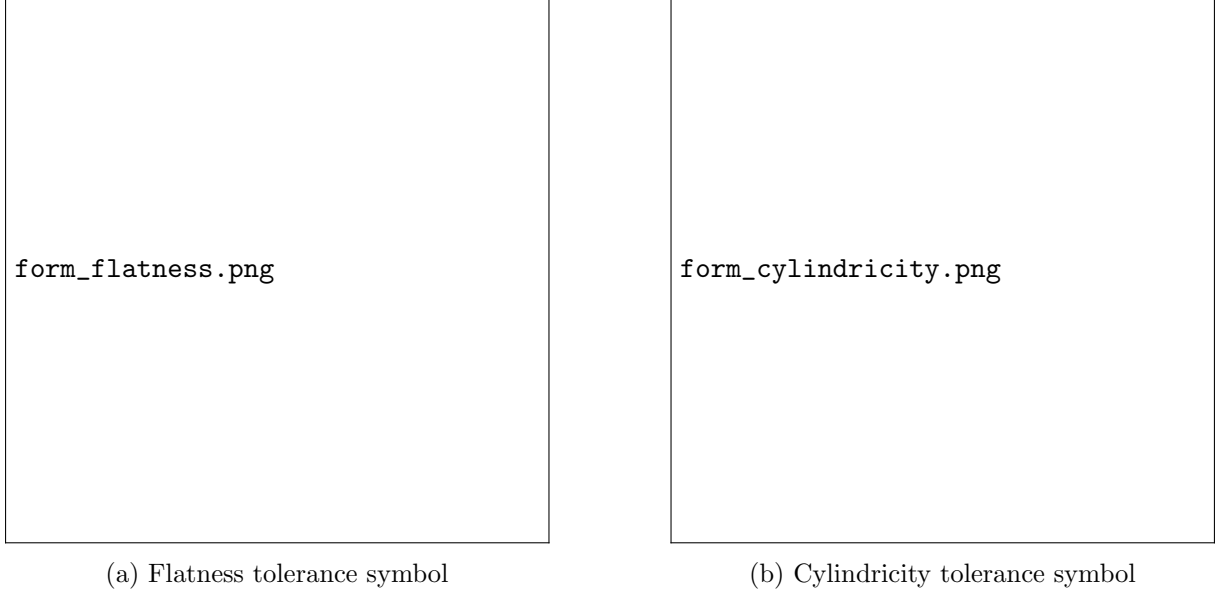 form_flatness.png
form_cylindricity.png
(a) Flatness tolerance symbol
(b) Cylindricity tolerance symbol